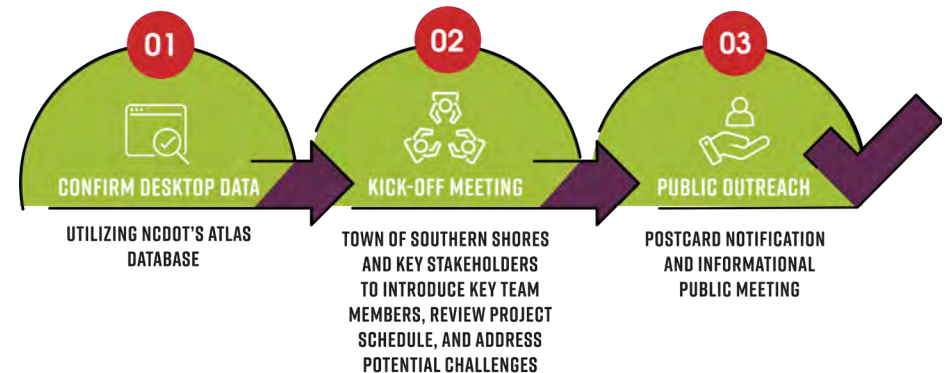 01
CONFIRM DESKTOP DATA
UTILIZING NCDOT'S ATLAS
DATABASE
02
KICK-OFF MEETING
TOWN OF SOUTHERN SHORES
AND KEY STAKEHOLDERS
TO INTRODUCE KEY TEAM
MEMBERS, REVIEW PROJECT
SCHEDULE, AND ADDRESS
POTENTIAL CHALLENGES
03
PUBLIC OUTREACH
POSTCARD NOTIFICATION
AND INFORMATIONAL
PUBLIC MEETING